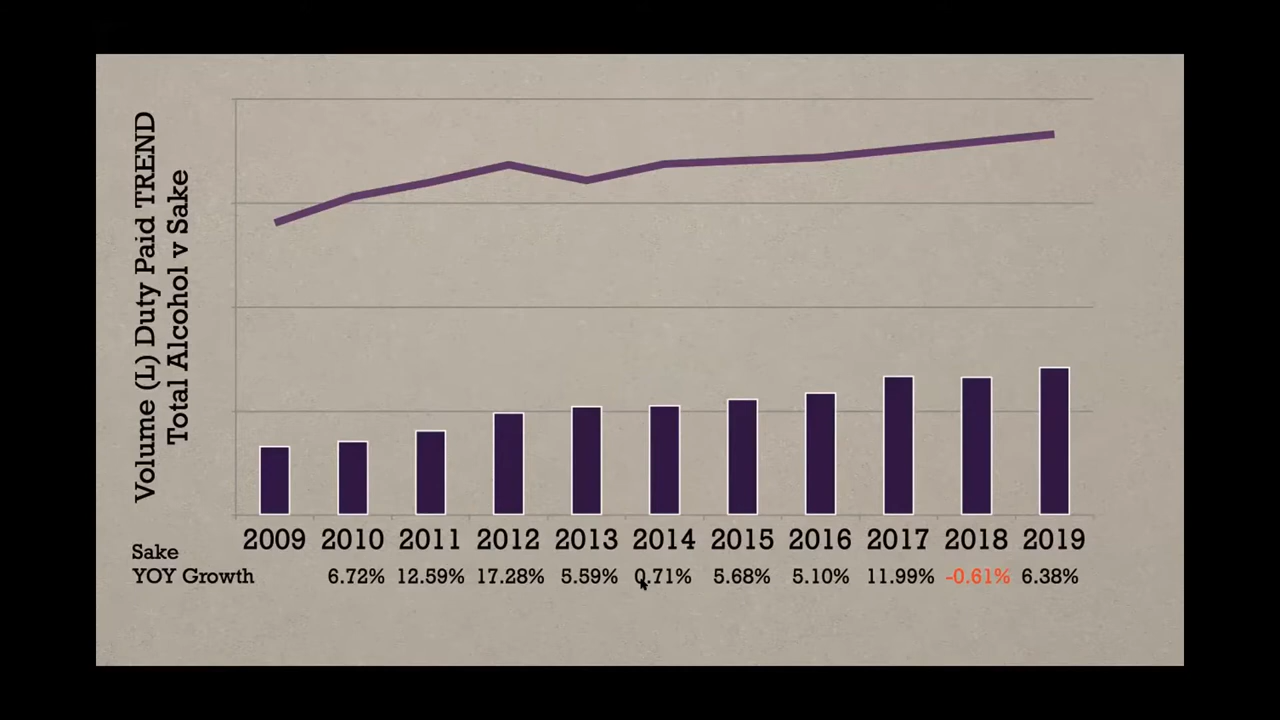 Volume (L) Duty Paid TREND
Total Alcohol v Sake
2009 2010 2011 2012 2013 2014 2015 2016 2017 2018 2019
Sake
YOY Growth 6.72% 12.59% 17.28% 5.59% 0.71% 5.68% 5.10% 11.99% -0.61% 6.38%